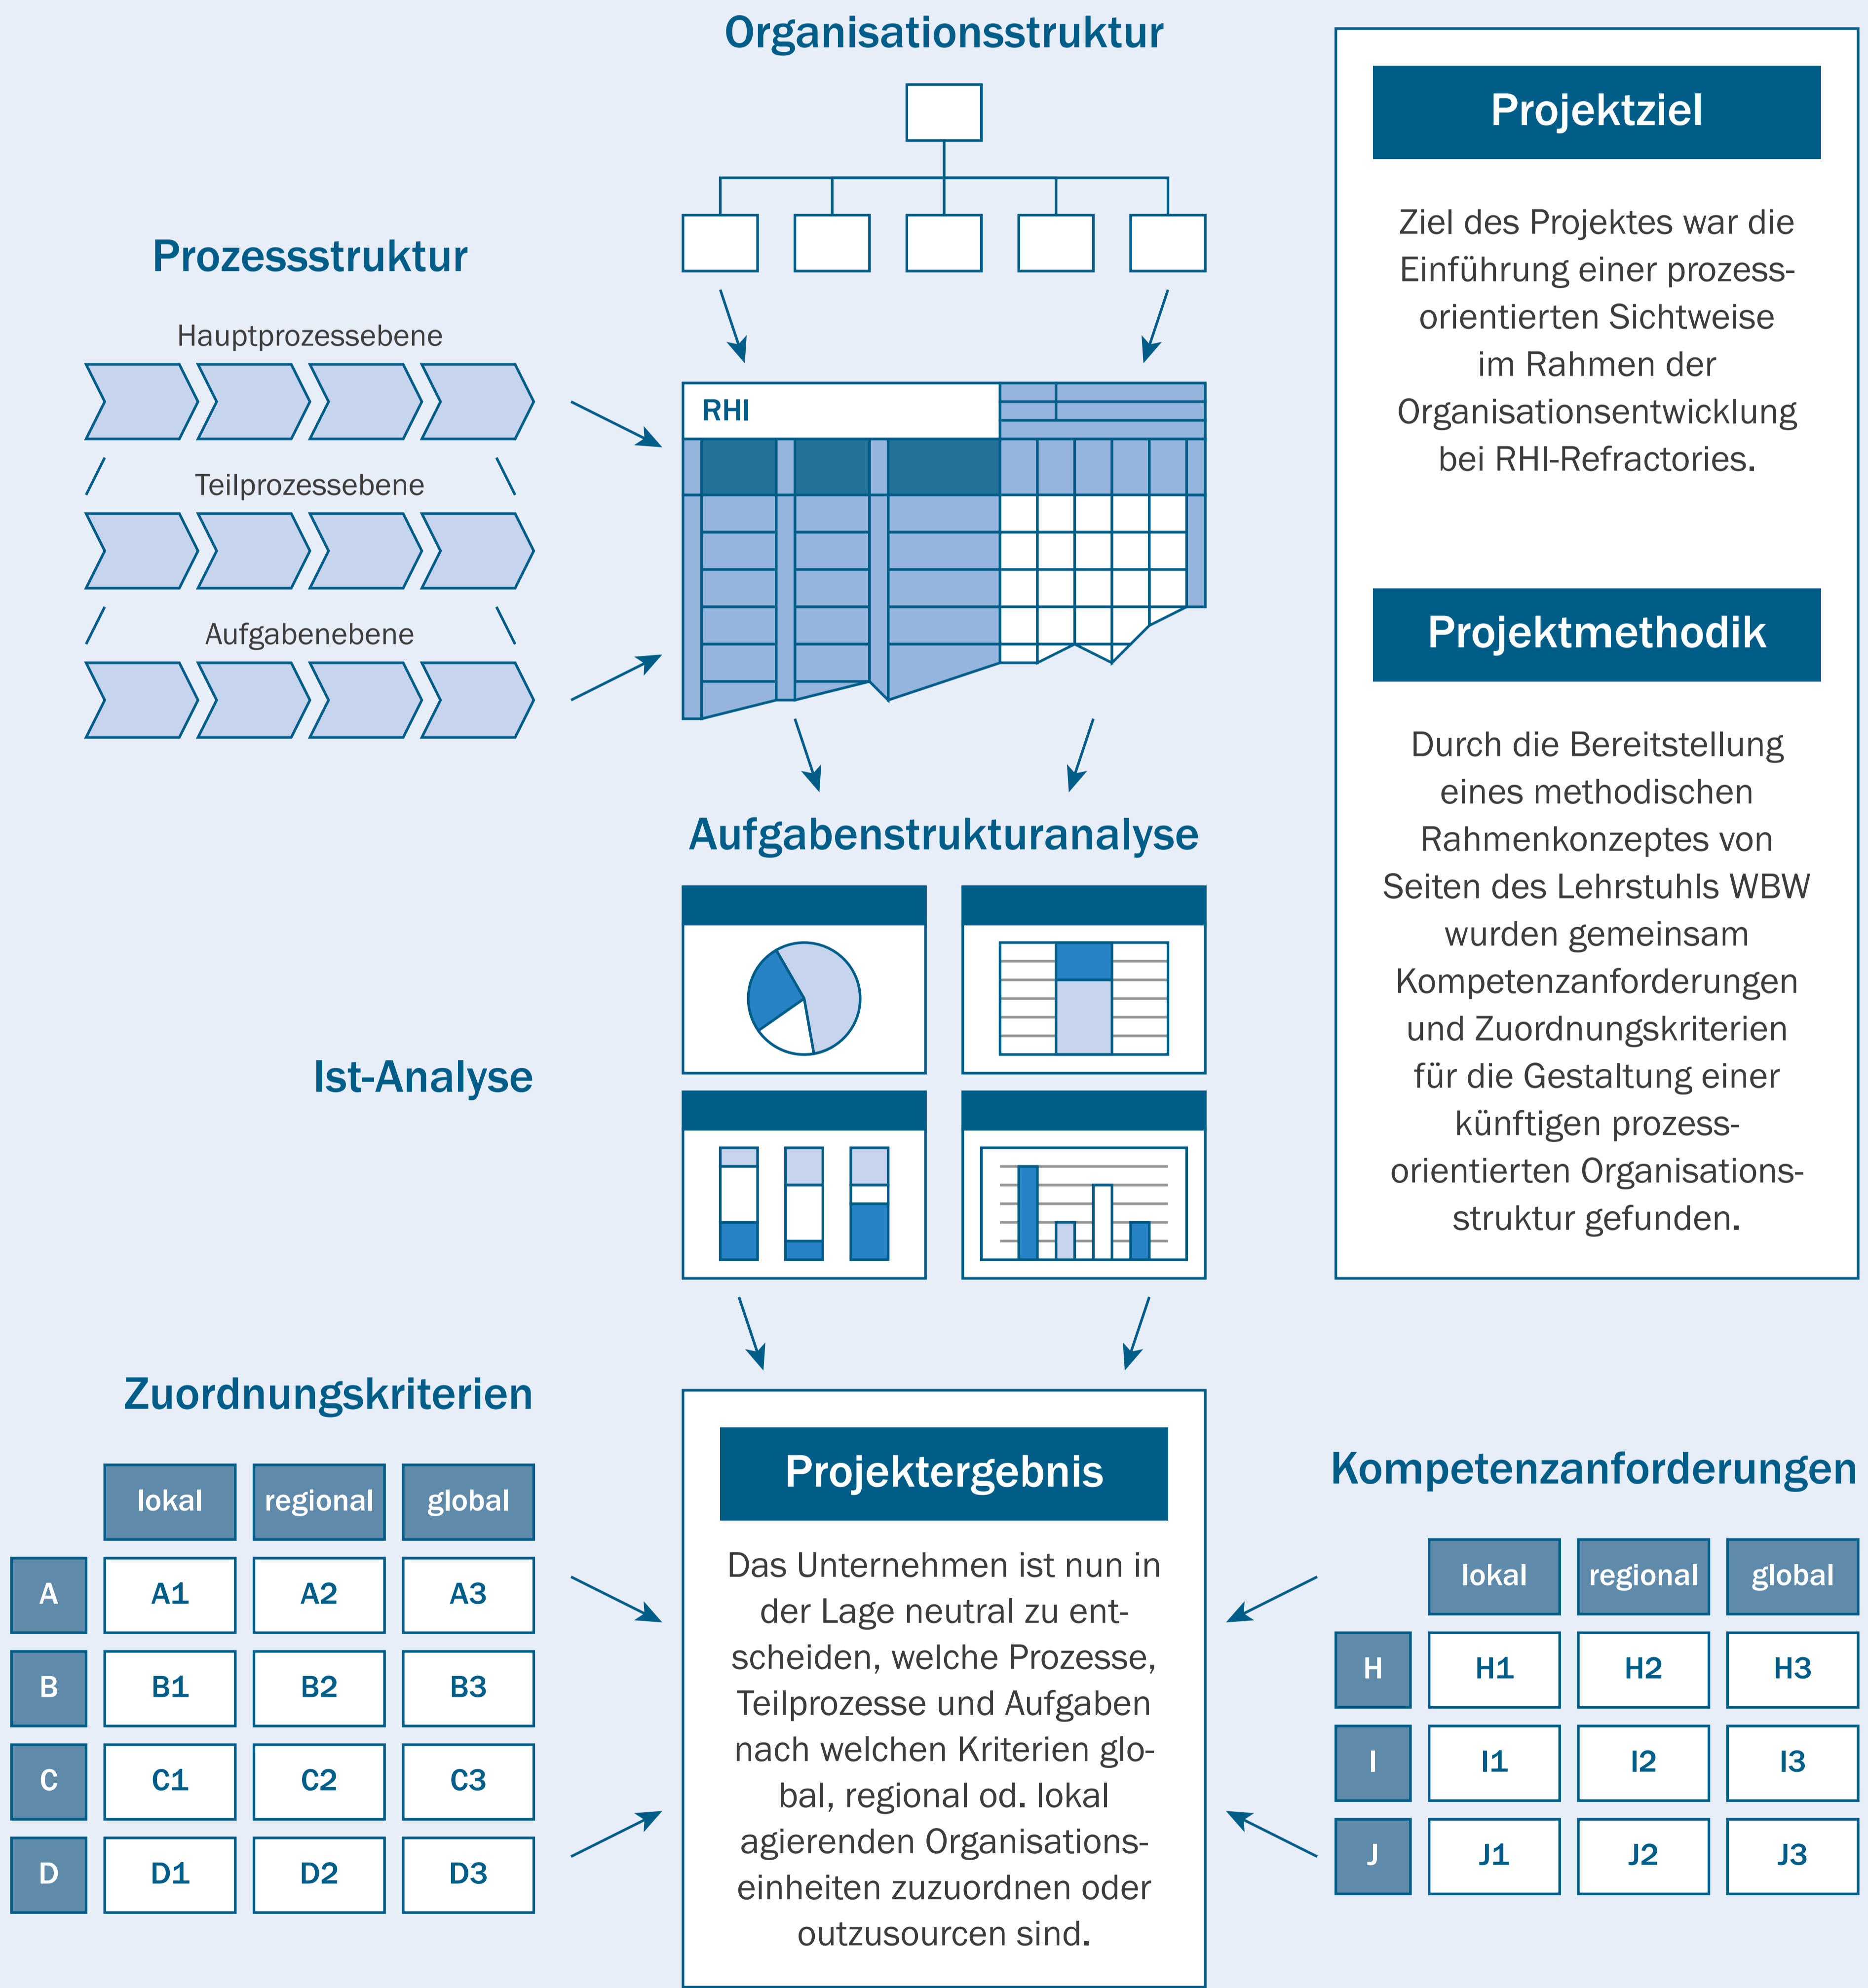 Organisationsstruktur
Prozessstruktur
Hauptprozessebene
Teilprozessebene
Aufgabenebene
RHI
Projektziel
Ziel des Projektes war die
Einführung einer prozess-
orientierten Sichtweise
im Rahmen der
Organisationsentwicklung
bei RHI-Refractories.
Projektmethodik
Durch die Bereitstellung
eines methodischen
Rahmenkonzeptes von
Seiten des Lehrstuhls WBW
wurden gemeinsam
Kompetenzanforderungen
und Zuordnungskriterien
für die Gestaltung einer
künftigen prozess-
orientierten Organisations-
struktur gefunden.
Aufgabenstrukturanalyse
Ist-Analyse
Zuordnungskriterien
lokal regional global
A A1 A2 A3
B B1 B2 B3
C C1 C2 C3
D D1 D2 D3
Projektergebnis
Das Unternehmen ist nun in
der Lage neutral zu ent-
scheiden, welche Prozesse,
Teilprozesse und Aufgaben
nach welchen Kriterien glo-
bal, regional od. lokal
agierenden Organisations-
einheiten zuzuordnen oder
outzusourcen sind.
Kompetenzanforderungen
lokal regional global
H H1 H2 H3
I I1 I2 I3
J J1 J2 J3